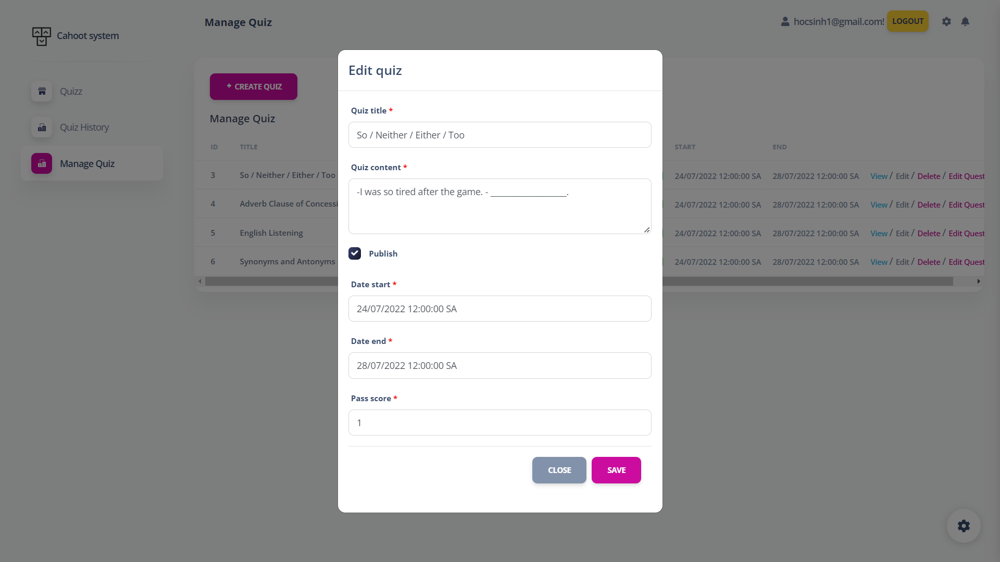 Cahoot system
Quizz
Quiz History
Manage Quiz
Manage Quiz
hocsinh1@gmail.com!
LOGOUT
+ CREATE QUIZ
Manage Quiz
ID TITLE START END
3 So / Neither / Either / Too 24/07/2022 12:00:00 SA 28/07/2022 12:00:00 SA View / Edit / Delete / Edit Quest
4 Adverb Clause of Concessi 24/07/2022 12:00:00 SA 28/07/2022 12:00:00 SA View / Edit / Delete / Edit Quest
5 English Listening 24/07/2022 12:00:00 SA 28/07/2022 12:00:00 SA View / Edit / Delete / Edit Quest
6 Synonyms and Antonyms 24/07/2022 12:00:00 SA 28/07/2022 12:00:00 SA View / Edit / Delete / Edit Quest
Edit quiz
Quiz title *
So / Neither / Either / Too
Quiz content *
-I was so tired after the game. - _________________.
Publish
Date start *
24/07/2022 12:00:00 SA
Date end *
28/07/2022 12:00:00 SA
Pass score *
1
CLOSE
SAVE